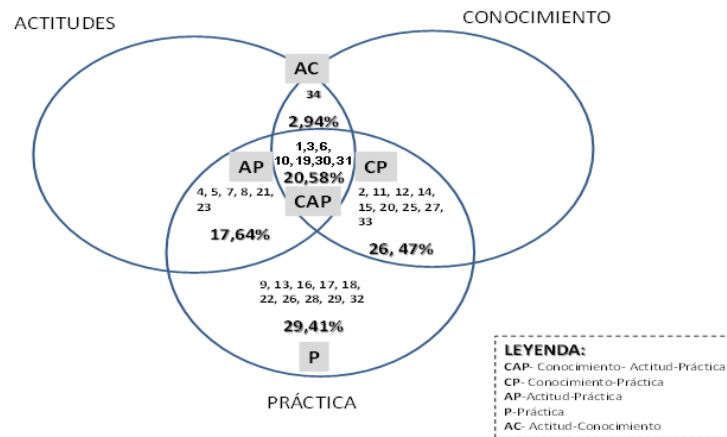 ACTITUDES
CONOCIMIENTO
AC
34
2,94%
1,3,6,
10, 19,30, 31
20,58%
CAP
AP
4, 5, 7, 8, 21,
23
17,64%
CP
2, 11, 12, 14,
15, 20, 25, 27,
33
26, 47%
9, 13, 16, 17, 18,
22, 26, 28, 29, 32
29,41%
P
PRÁCTICA
LEYENDA:
CAP- Conocimiento- Actitud-Práctica
CP- Conocimiento-Práctica
AP-Actitud-Práctica
P-Práctica
AC- Actitud-Conocimiento